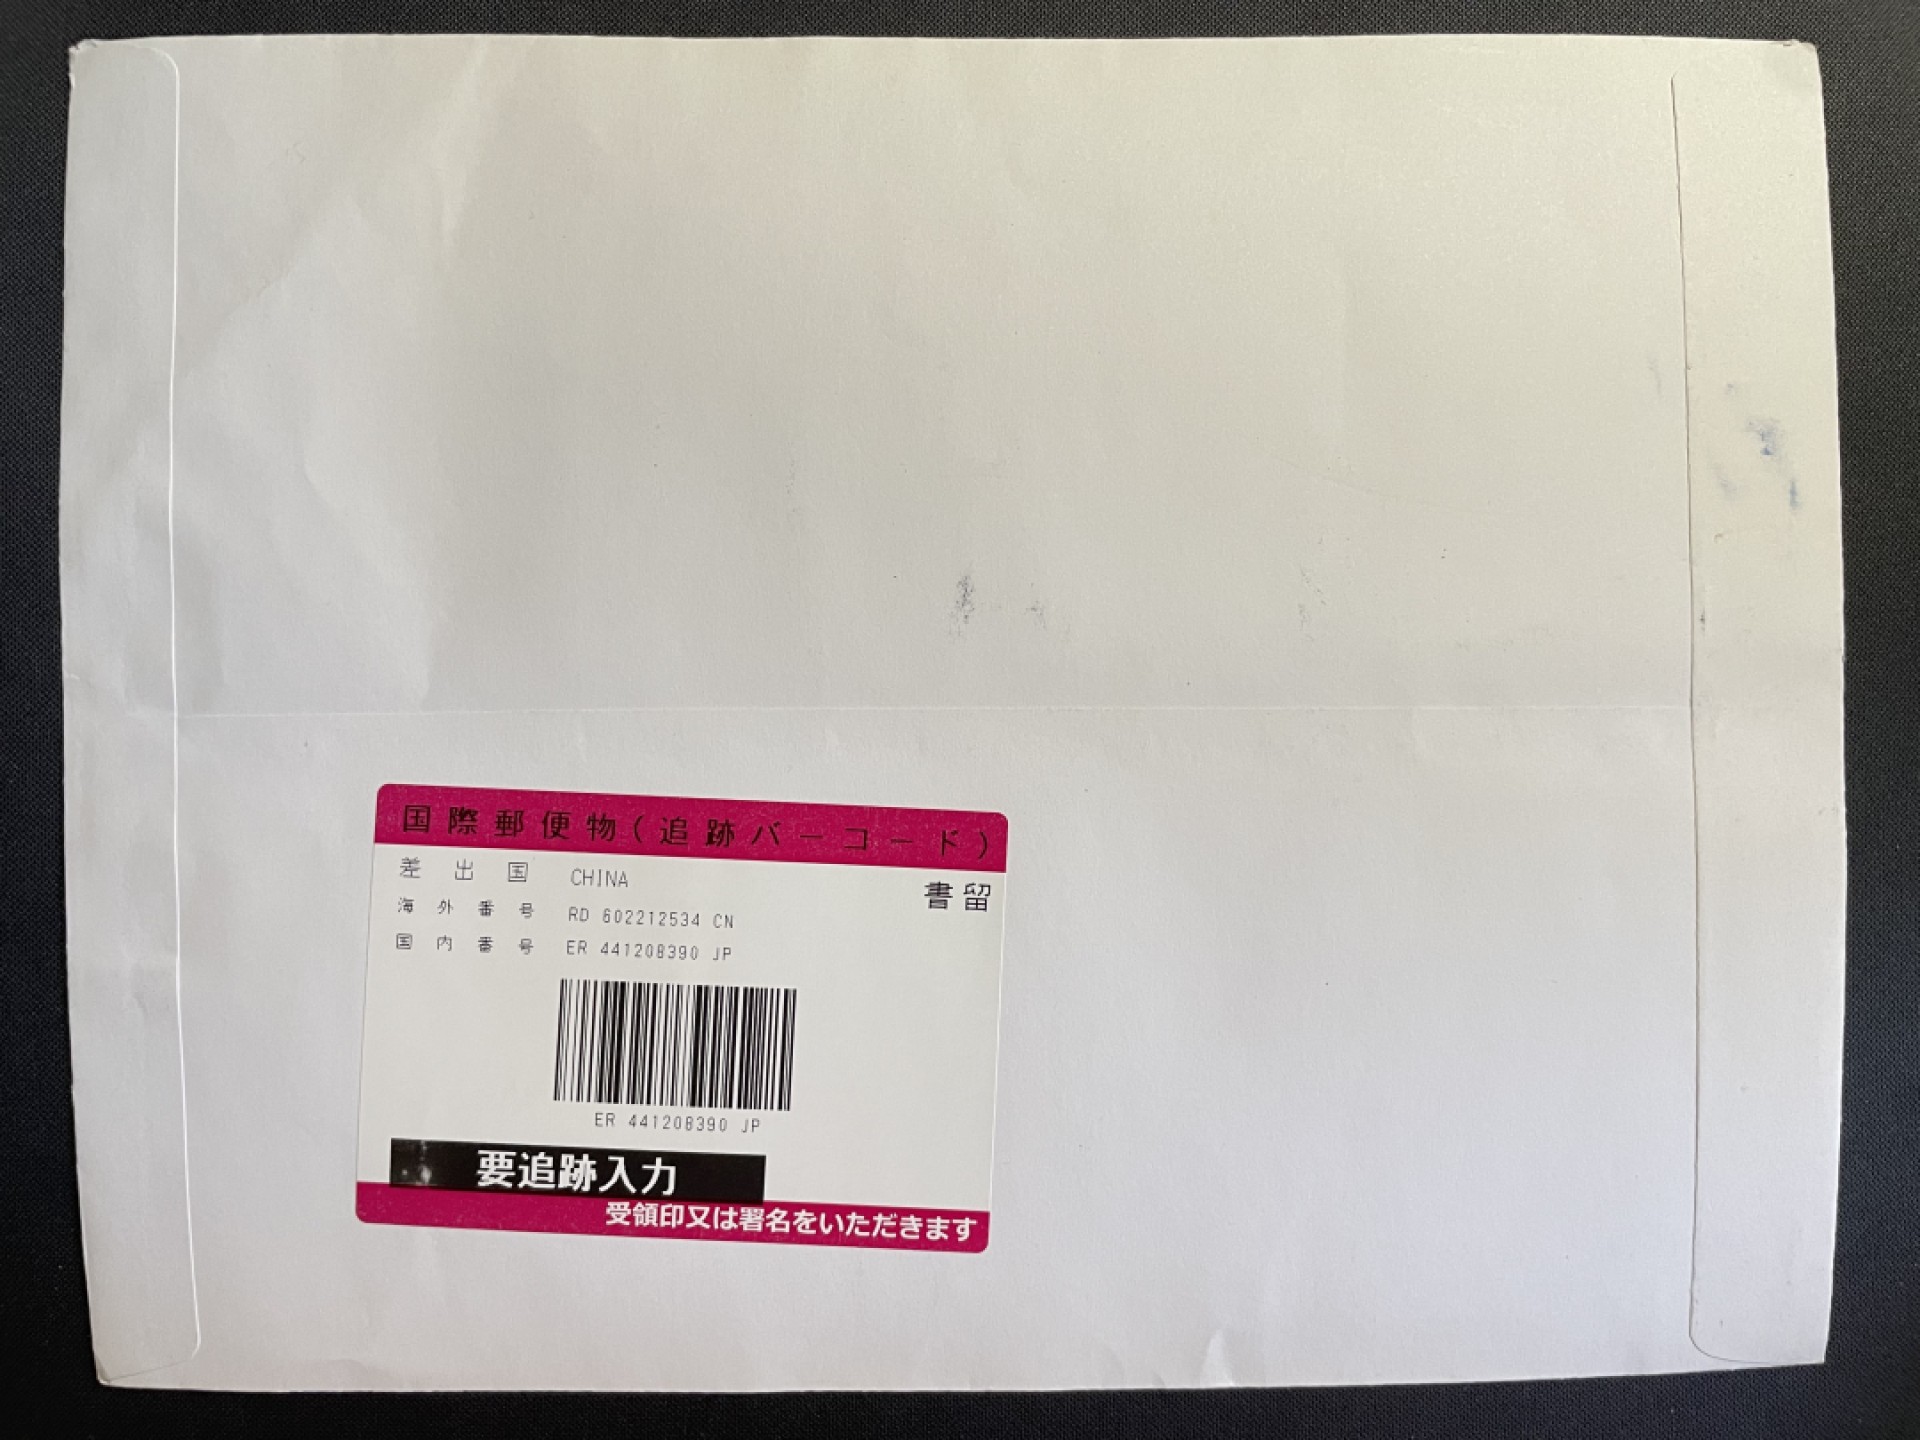 国際郵便物(追跡バーコード)
差出国 CHINA
書留
海外番号 RD 602212534 CN
国内番号 ER 441208390 JP
ER 441208390 JP
要追跡入力
受領印又は署名をいただきます